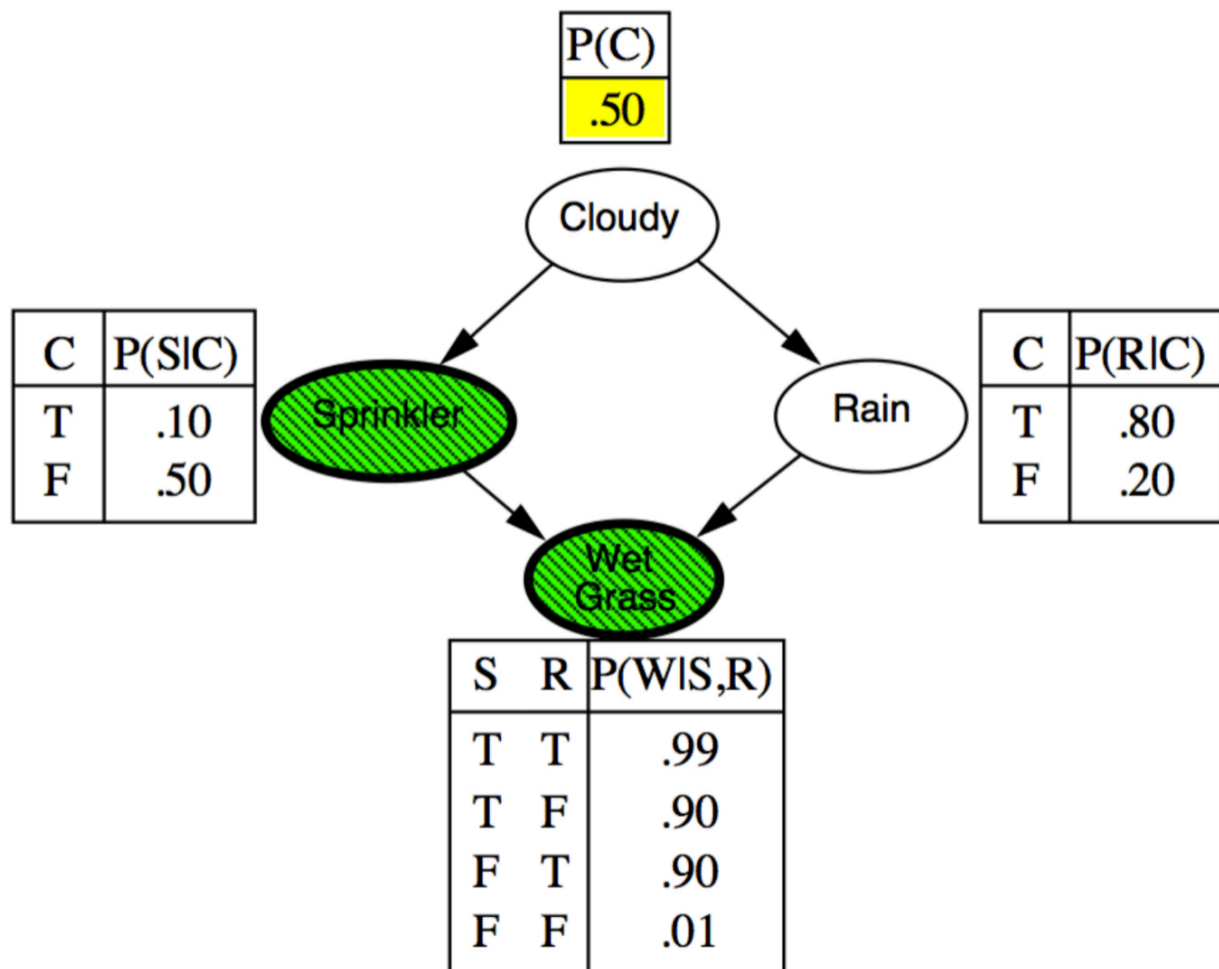 P(C)
.50
Cloudy
C P(S|C)
T .10
F .50
Sprinkler
Rain
C P(R|C)
T .80
F .20
Wet
Grass
S R P(W|S,R)
T T .99
T F .90
F T .90
F F .01